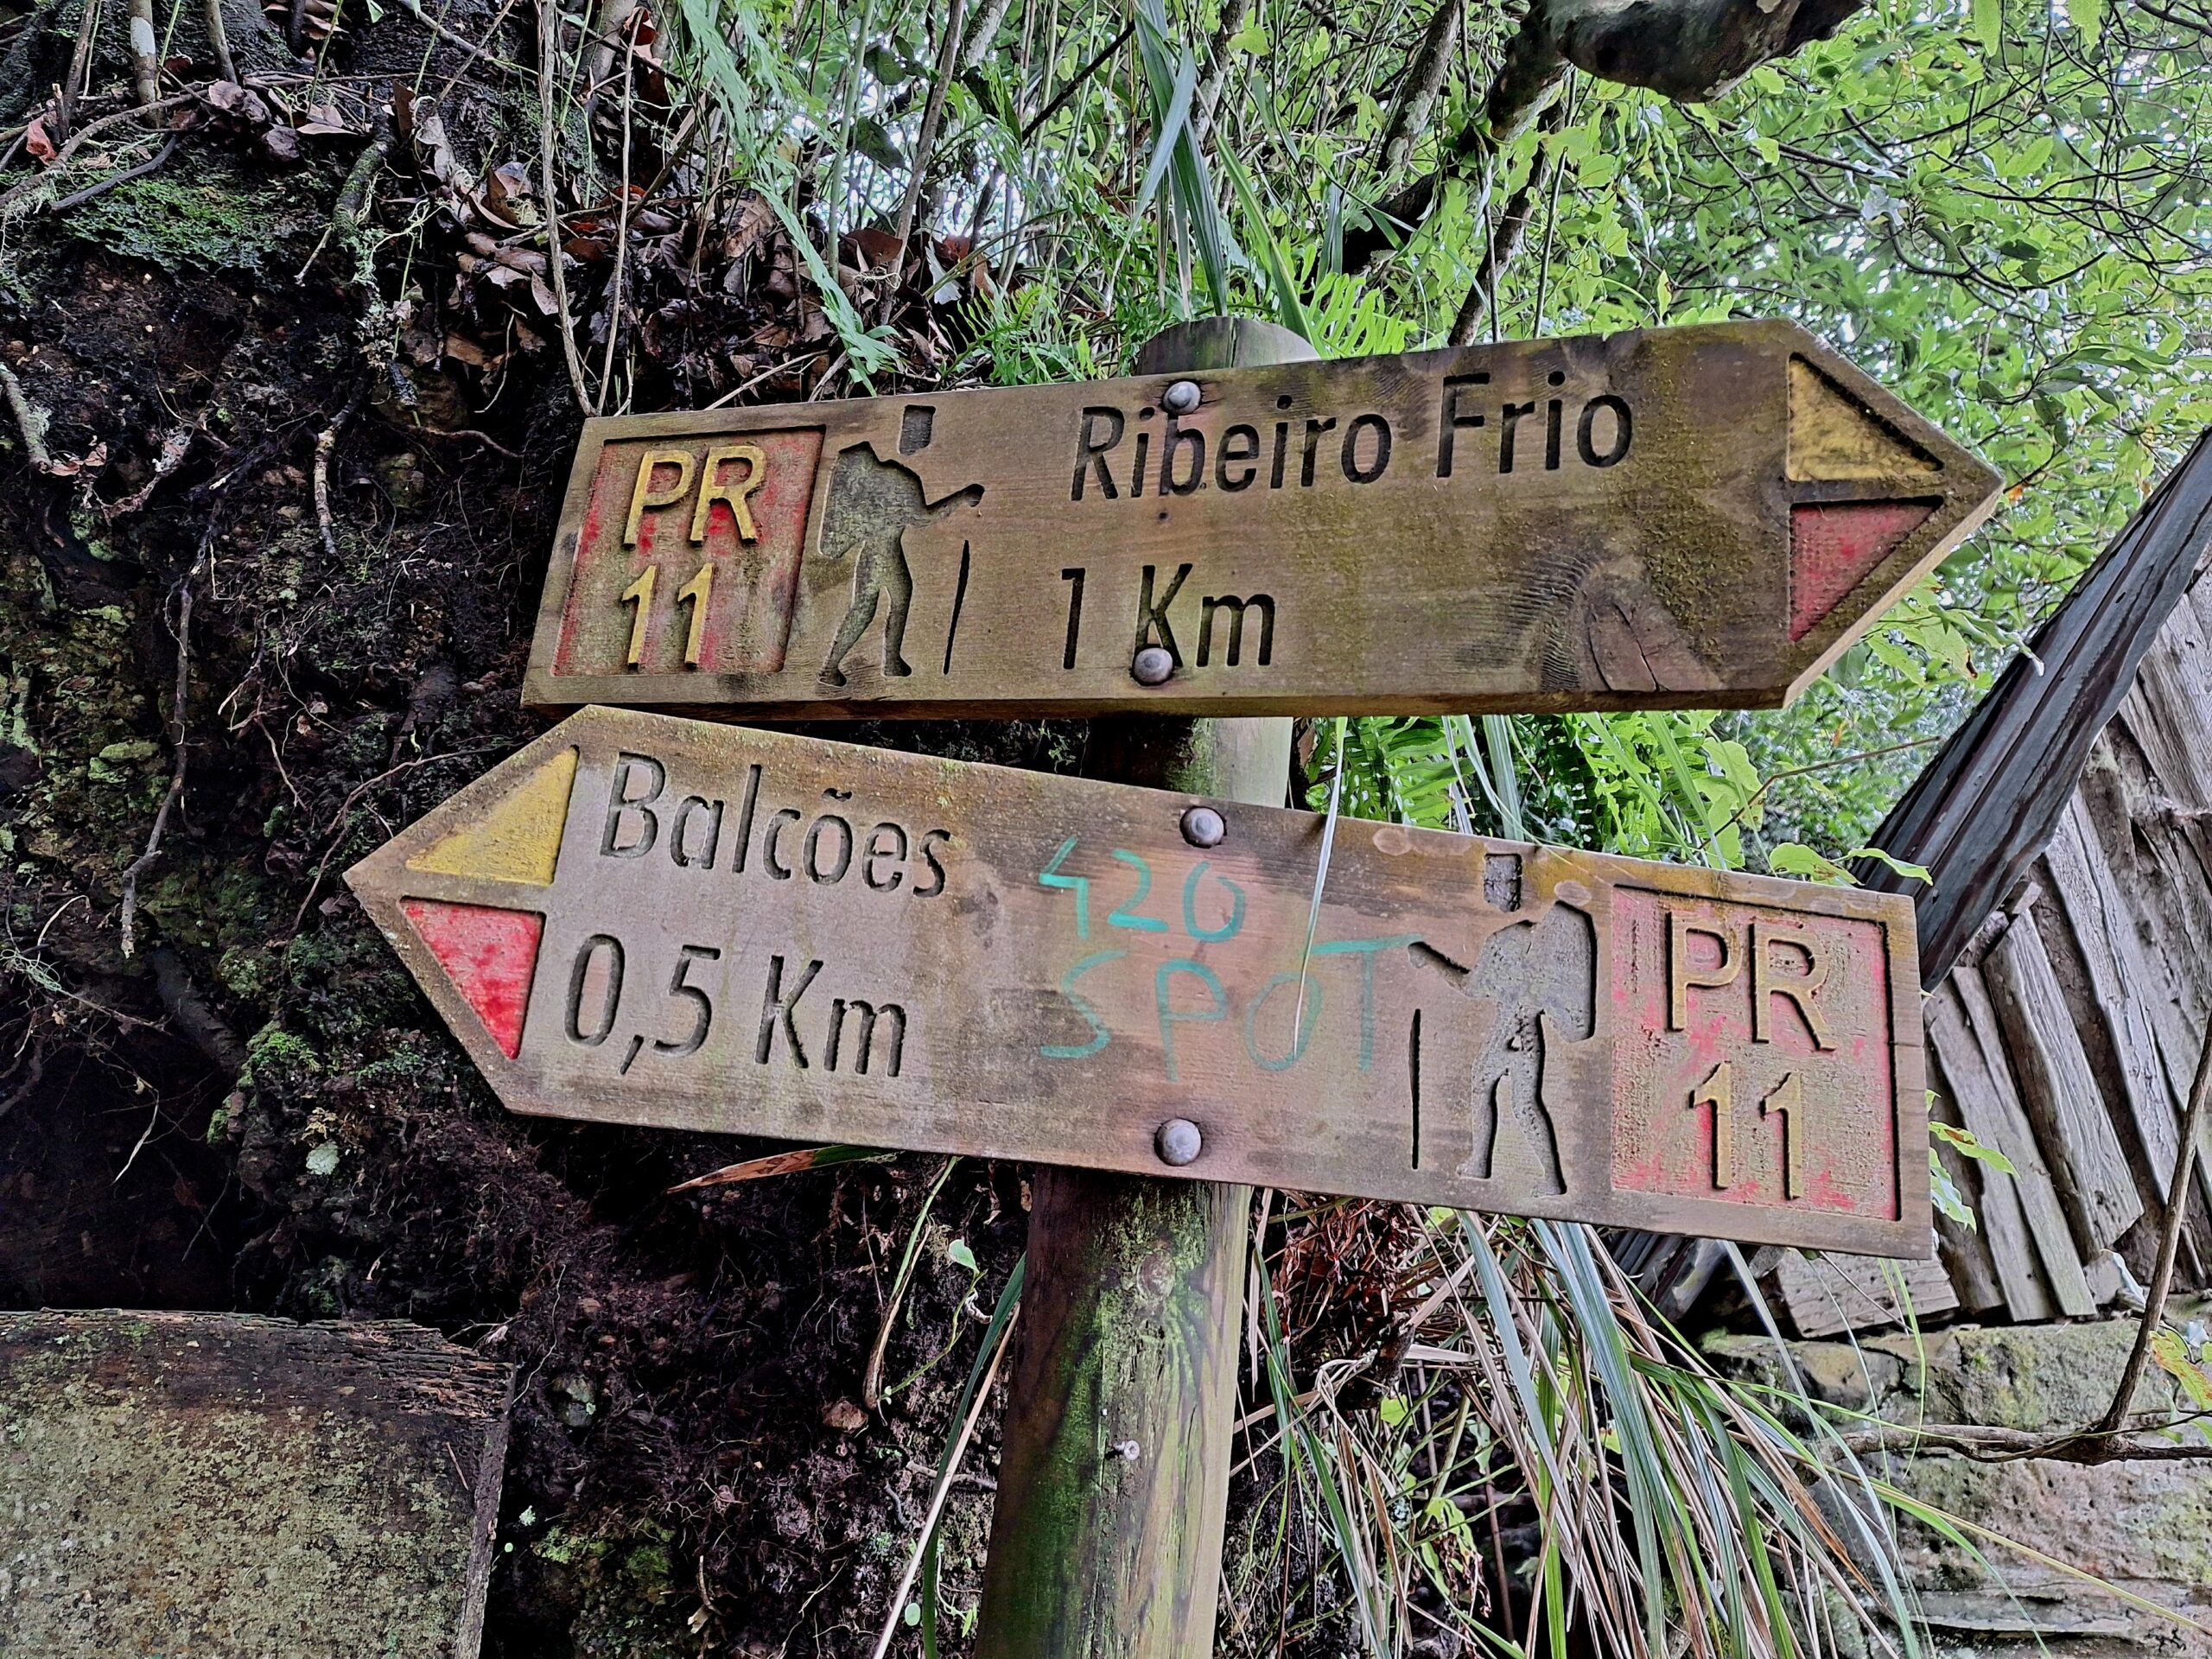 PR
11
Ribeiro Frio
1 Km
Balcões
0,5 Km
420
SPOT
PR
11